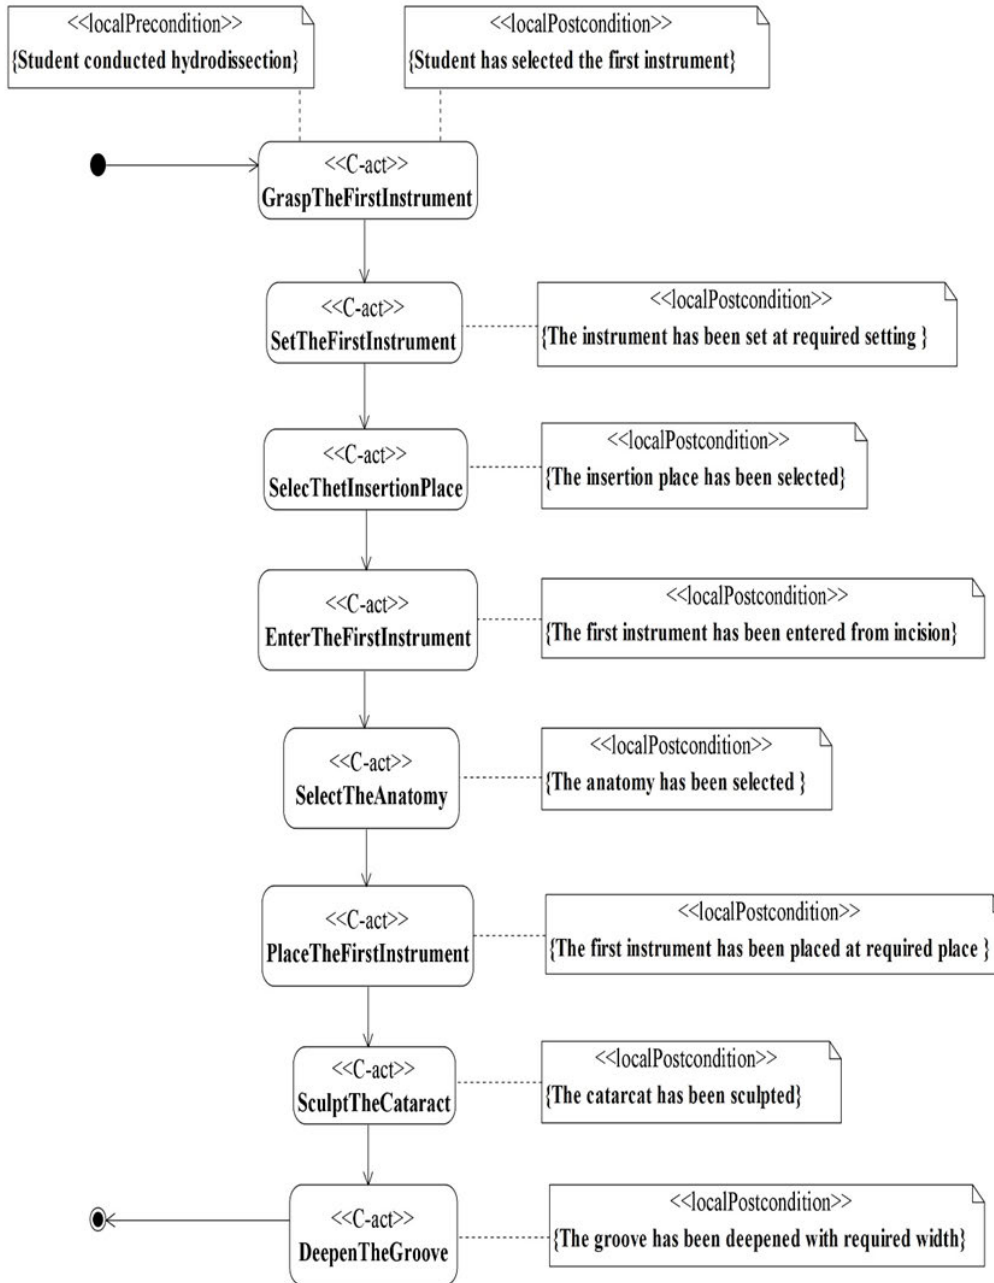 <<localPrecondition>>
{Student conducted hydrodissection}
<<localPostcondition>>
{Student has selected the first instrument}
<<C-act>>
GraspTheFirstInstrument
<<C-act>>
SetTheFirstInstrument
<<localPostcondition>>
{The instrument has been set at required setting }
<<C-act>>
SelecThetInsertionPlace
<<localPostcondition>>
{The insertion place has been selected}
<<C-act>>
EnterTheFirstInstrument
<<localPostcondition>>
{The first instrument has been entered from incision}
<<C-act>>
SelectTheAnatomy
<<localPostcondition>>
{The anatomy has been selected }
<<C-act>>
PlaceTheFirstInstrument
<<localPostcondition>>
{The first instrument has been placed at required place }
<<C-act>>
SculptTheCataract
<<localPostcondition>>
{The catarcat has been sculpted}
<<C-act>>
DeepenTheGroove
<<localPostcondition>>
{The groove has been deepened with required width}